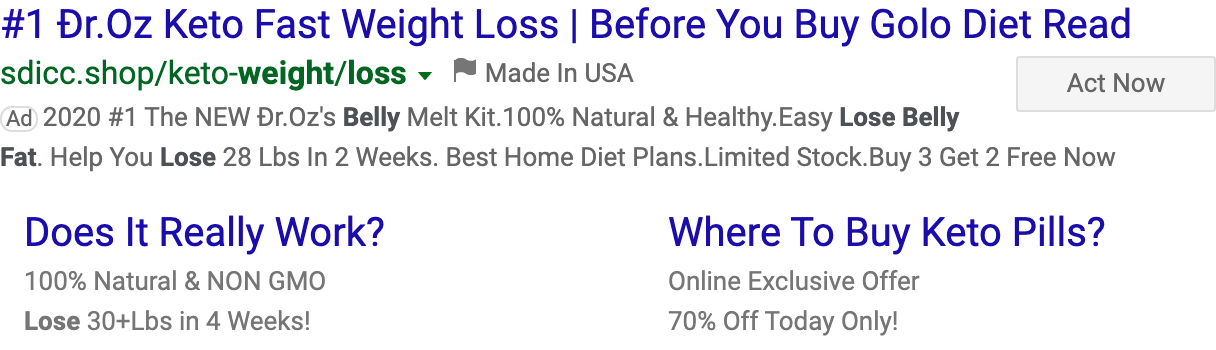 #1 Đr.Oz Keto Fast Weight Loss | Before You Buy Golo Diet Read
sdicc.shop/keto-weight/loss Made In USA
Act Now
Ad 2020 #1 The NEW Đr.Oz's Belly Melt Kit.100% Natural & Healthy.Easy Lose Belly
Fat. Help You Lose 28 Lbs In 2 Weeks. Best Home Diet Plans.Limited Stock.Buy 3 Get 2 Free Now
Does It Really Work?
100% Natural & NON GMO
Lose 30+Lbs in 4 Weeks!
Where To Buy Keto Pills?
Online Exclusive Offer
70% Off Today Only!